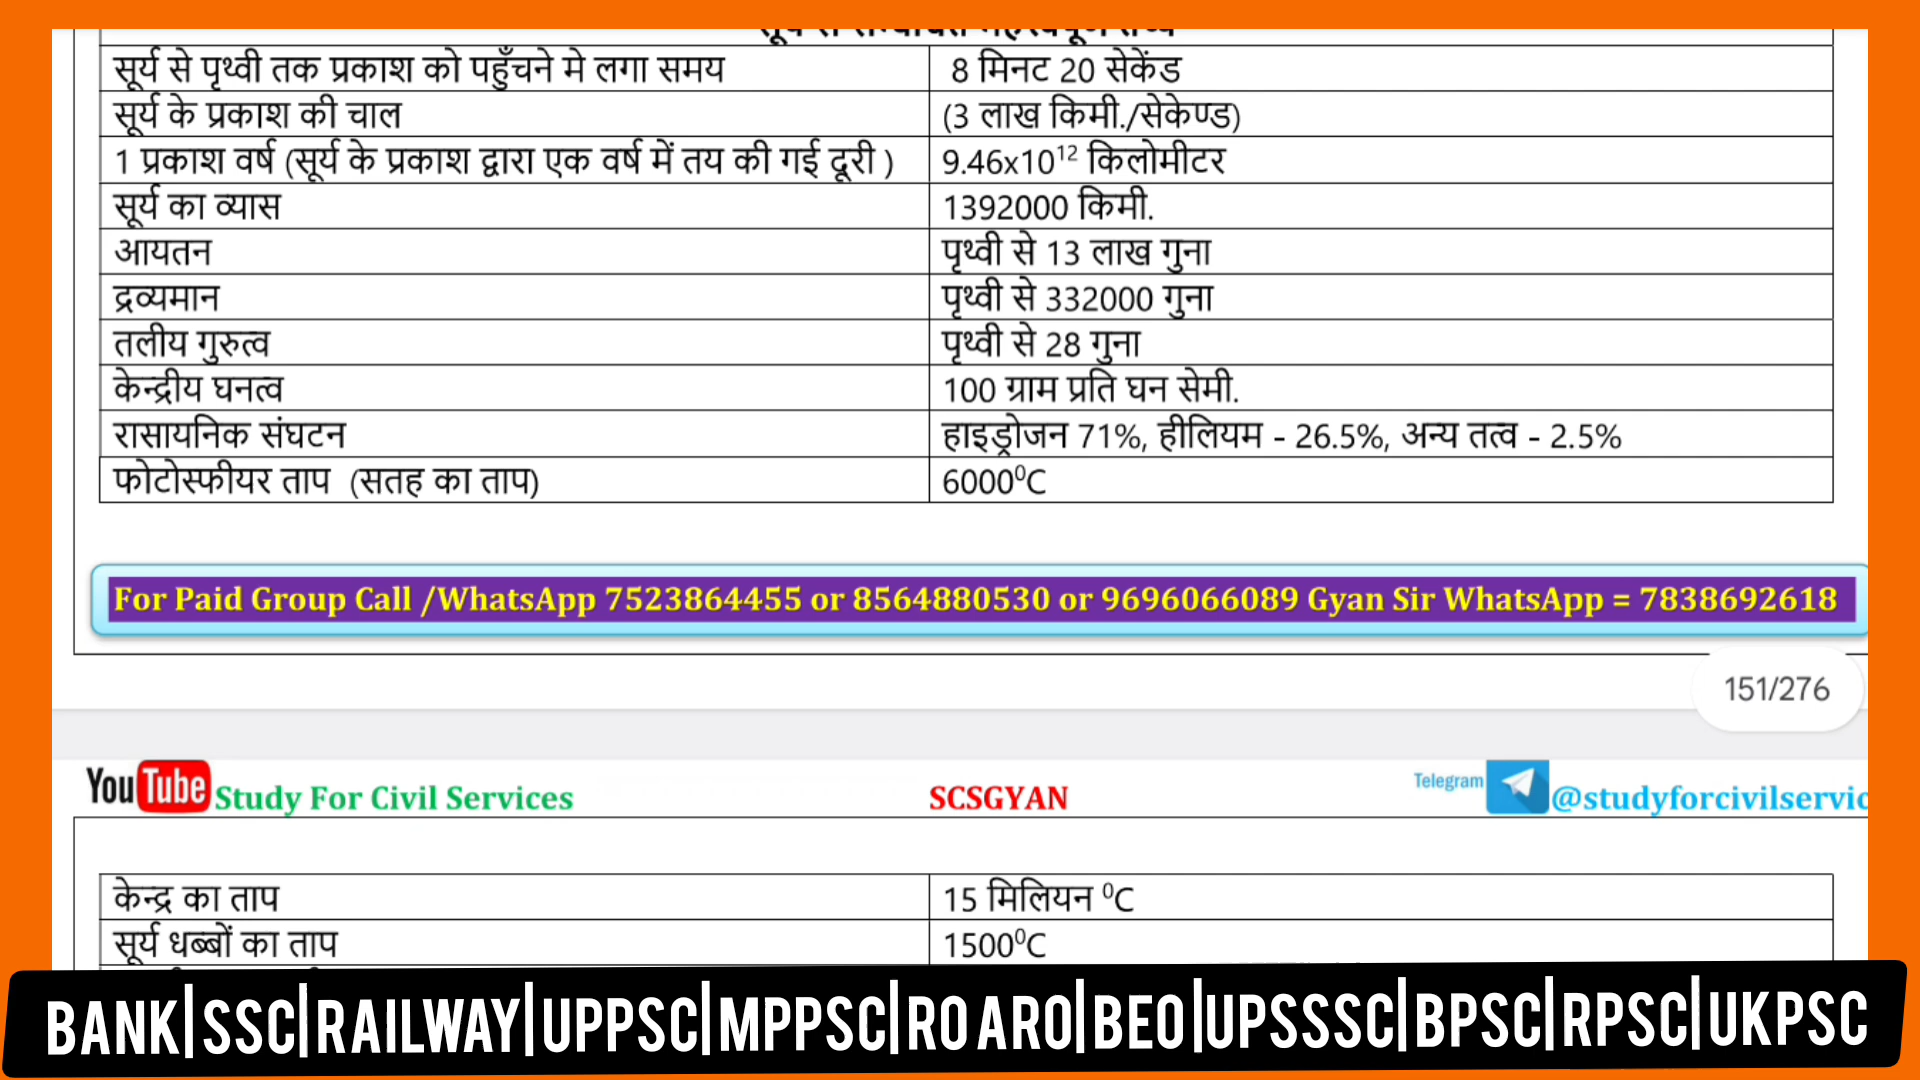 सूर्य से पृथ्वी तक प्रकाश को पहुँचने मे लगा समय 8 मिनट 20 सेकेंड
सूर्य के प्रकाश की चाल (3 लाख किमी./सेकेण्ड)
1 प्रकाश वर्ष (सूर्य के प्रकाश द्वारा एक वर्ष में तय की गई दूरी ) 9.46x10¹² किलोमीटर
सूर्य का व्यास 1392000 किमी.
आयतन पृथ्वी से 13 लाख गुना
द्रव्यमान पृथ्वी से 332000 गुना
तलीय गुरुत्व पृथ्वी से 28 गुना
केन्द्रीय घनत्व 100 ग्राम प्रति घन सेमी.
रासायनिक संघटन हाइड्रोजन 71%, हीलियम - 26.5%, अन्य तत्व - 2.5%
फोटोस्फीयर ताप (सतह का ताप) 6000⁰C
For Paid Group Call /WhatsApp 7523864455 or 8564880530 or 9696066089 Gyan Sir WhatsApp = 7838692618
151/276
YouTube Study For Civil Services SCSGYAN Telegram @studyforcivilservic
केन्द्र का ताप 15 मिलियन ⁰C
सूर्य धब्बों का ताप 1500⁰C
BANK|SSC|RAILWAY|UPPSC|MPPSC|RO ARO|BEO|UPSSSC|BPSC|RPSC|UKPSC